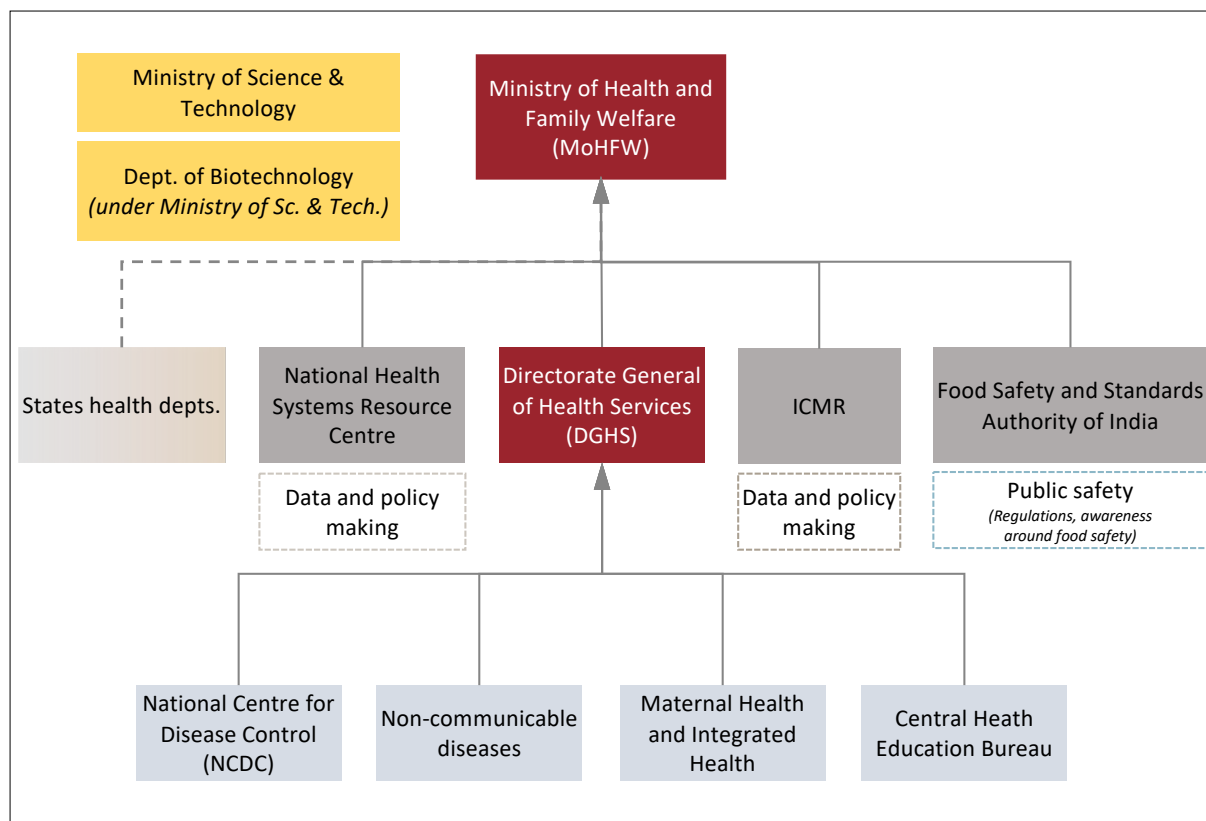 Ministry of Science &
Technology
Ministry of Health and
Family Welfare
(MoHFW)
Dept. of Biotechnology
(under Ministry of Sc. & Tech.)
States health depts.
National Health
Systems Resource
Centre
Directorate General
of Health Services
(DGHS)
ICMR
Food Safety and Standards
Authority of India
Data and policy
making
Data and policy
making
Public safety
(Regulations, awareness
around food safety)
National Centre for
Disease Control
(NCDC)
Non-communicable
diseases
Maternal Health
and Integrated
Health
Central Heath
Education Bureau